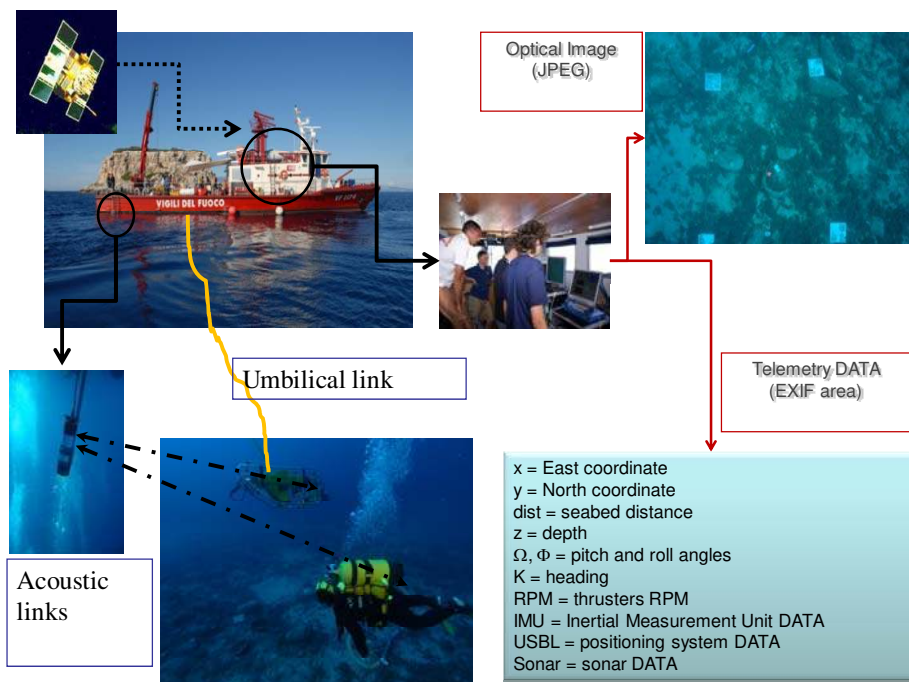 Optical Image
(JPEG)
VIGILI DEL FUOCO
Umbilical link
Telemetry DATA
(EXIF area)
x = East coordinate
y = North coordinate
dist = seabed distance
z = depth
Ω, Φ = pitch and roll angles
K = heading
RPM = thrusters RPM
IMU = Inertial Measurement Unit DATA
USBL = positioning system DATA
Sonar = sonar DATA
Acoustic
links